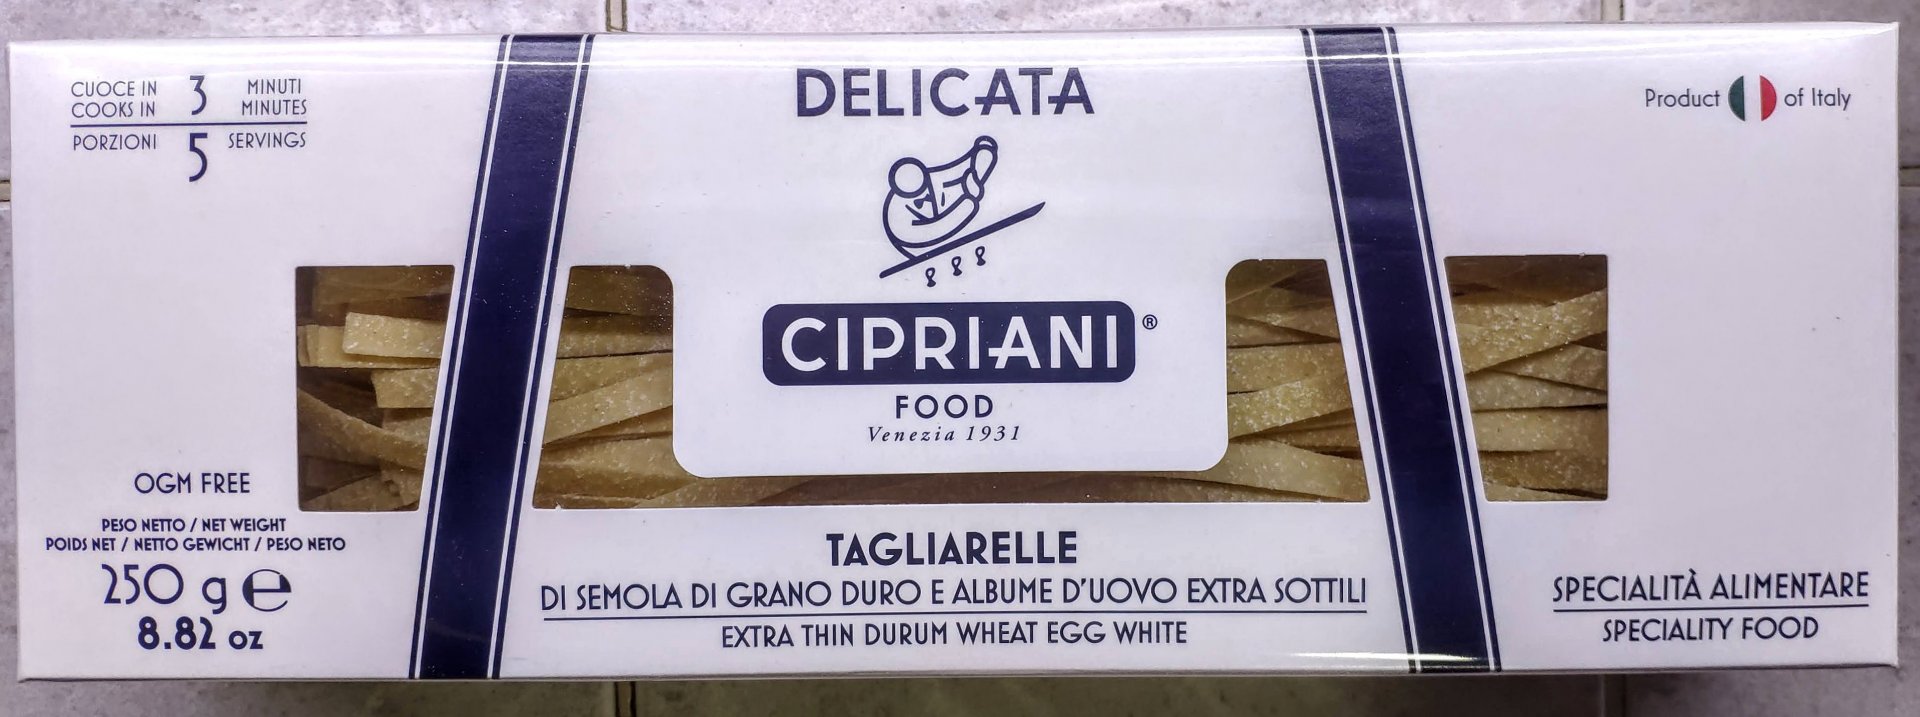 CUOCE IN 3 MINUTI
COOKS IN MINUTES
PORZIONI 5 SERVINGS
DELICATA
Product of Italy
CIPRIANI®
FOOD
Venezia 1931
OGM FREE
PESO NETTO / NET WEIGHT
POIDS NET / NETTO GEWICHT / PESO NETO
250 g ℮
8.82 oz
TAGLIARELLE
DI SEMOLA DI GRANO DURO E ALBUME D'UOVO EXTRA SOTTILI
EXTRA THIN DURUM WHEAT EGG WHITE
SPECIALITÀ ALIMENTARE
SPECIALITY FOOD